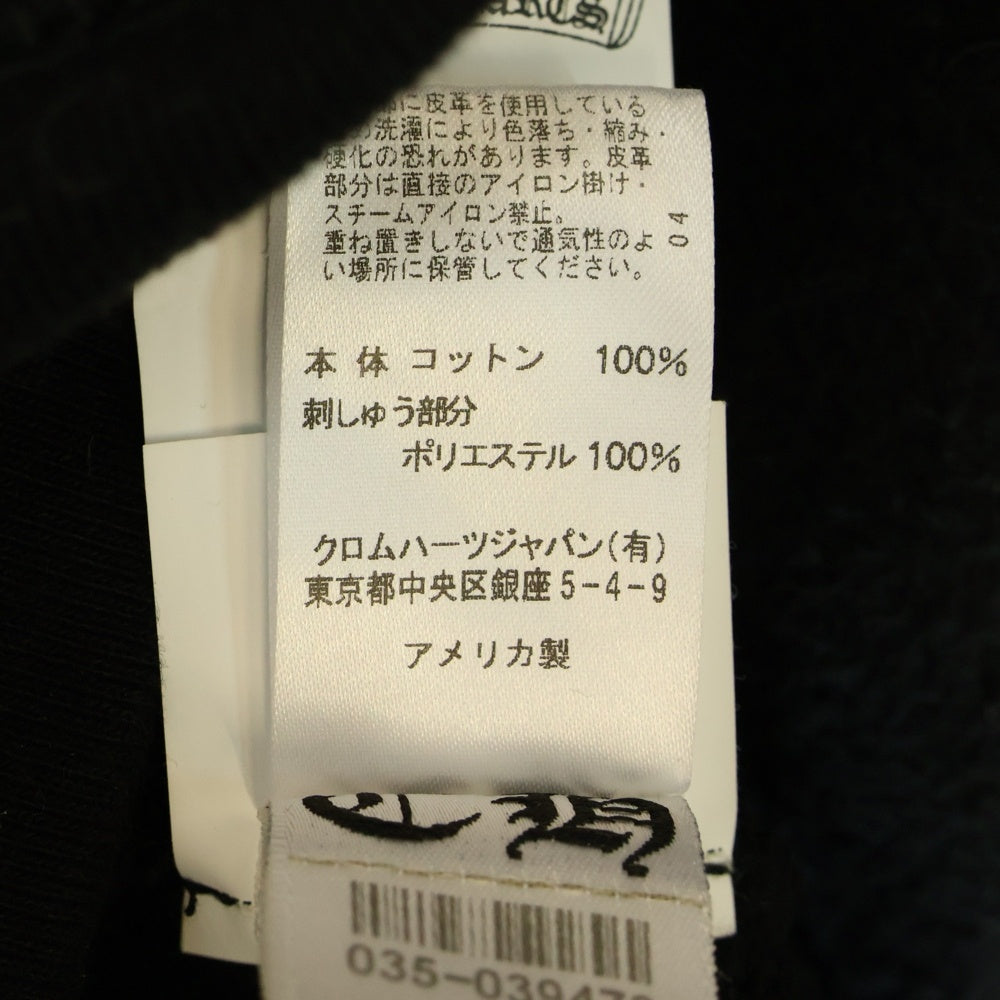 に皮革を使用している
洗濯により色落ち・縮み・
硬化の恐れがあります。皮革
部分は直接のアイロン掛け・
スチームアイロン禁止。
重ね置きしないで通気性のよ
い場所に保管してください。
04
本体 コットン 100%
刺しゅう部分
ポリエステル 100%
クロムハーツジャパン(有)
東京都中央区銀座5-4-9
アメリカ製